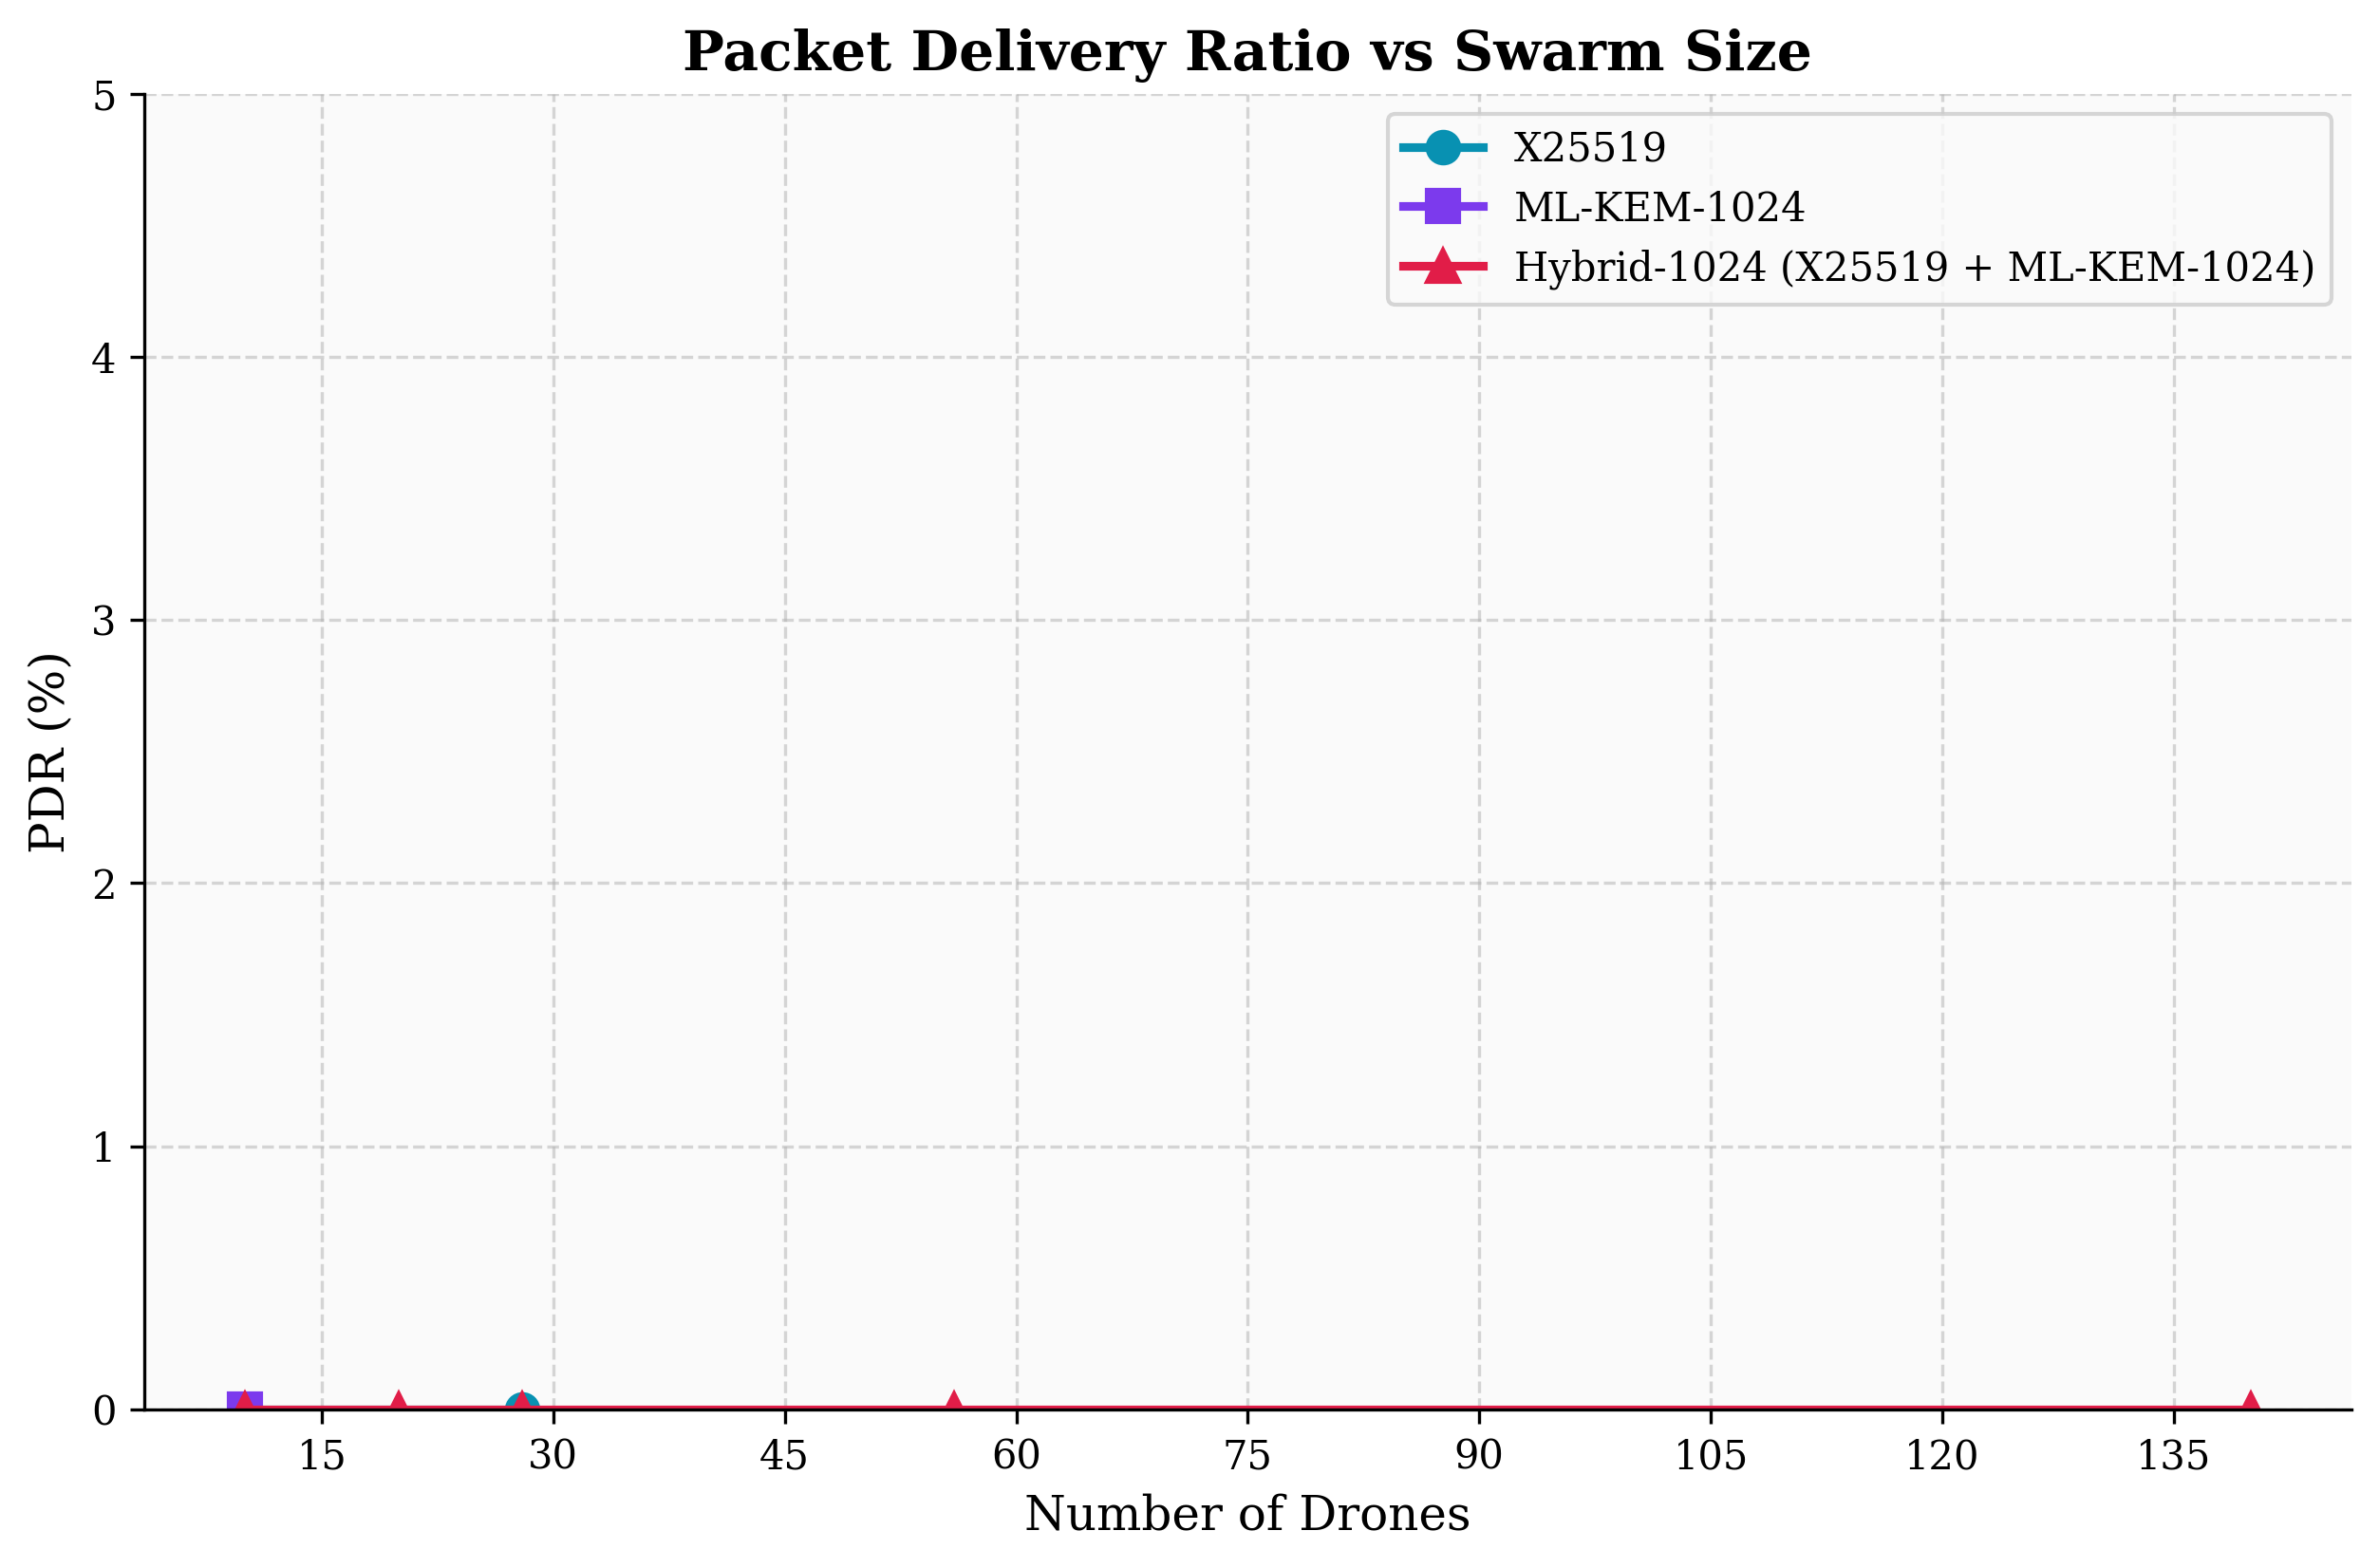 Packet Delivery Ratio vs Swarm Size
5
4
3
2
1
0
PDR (%)
X25519
ML-KEM-1024
Hybrid-1024 (X25519 + ML-KEM-1024)
15 30 45 60 75 90 105 120 135
Number of Drones